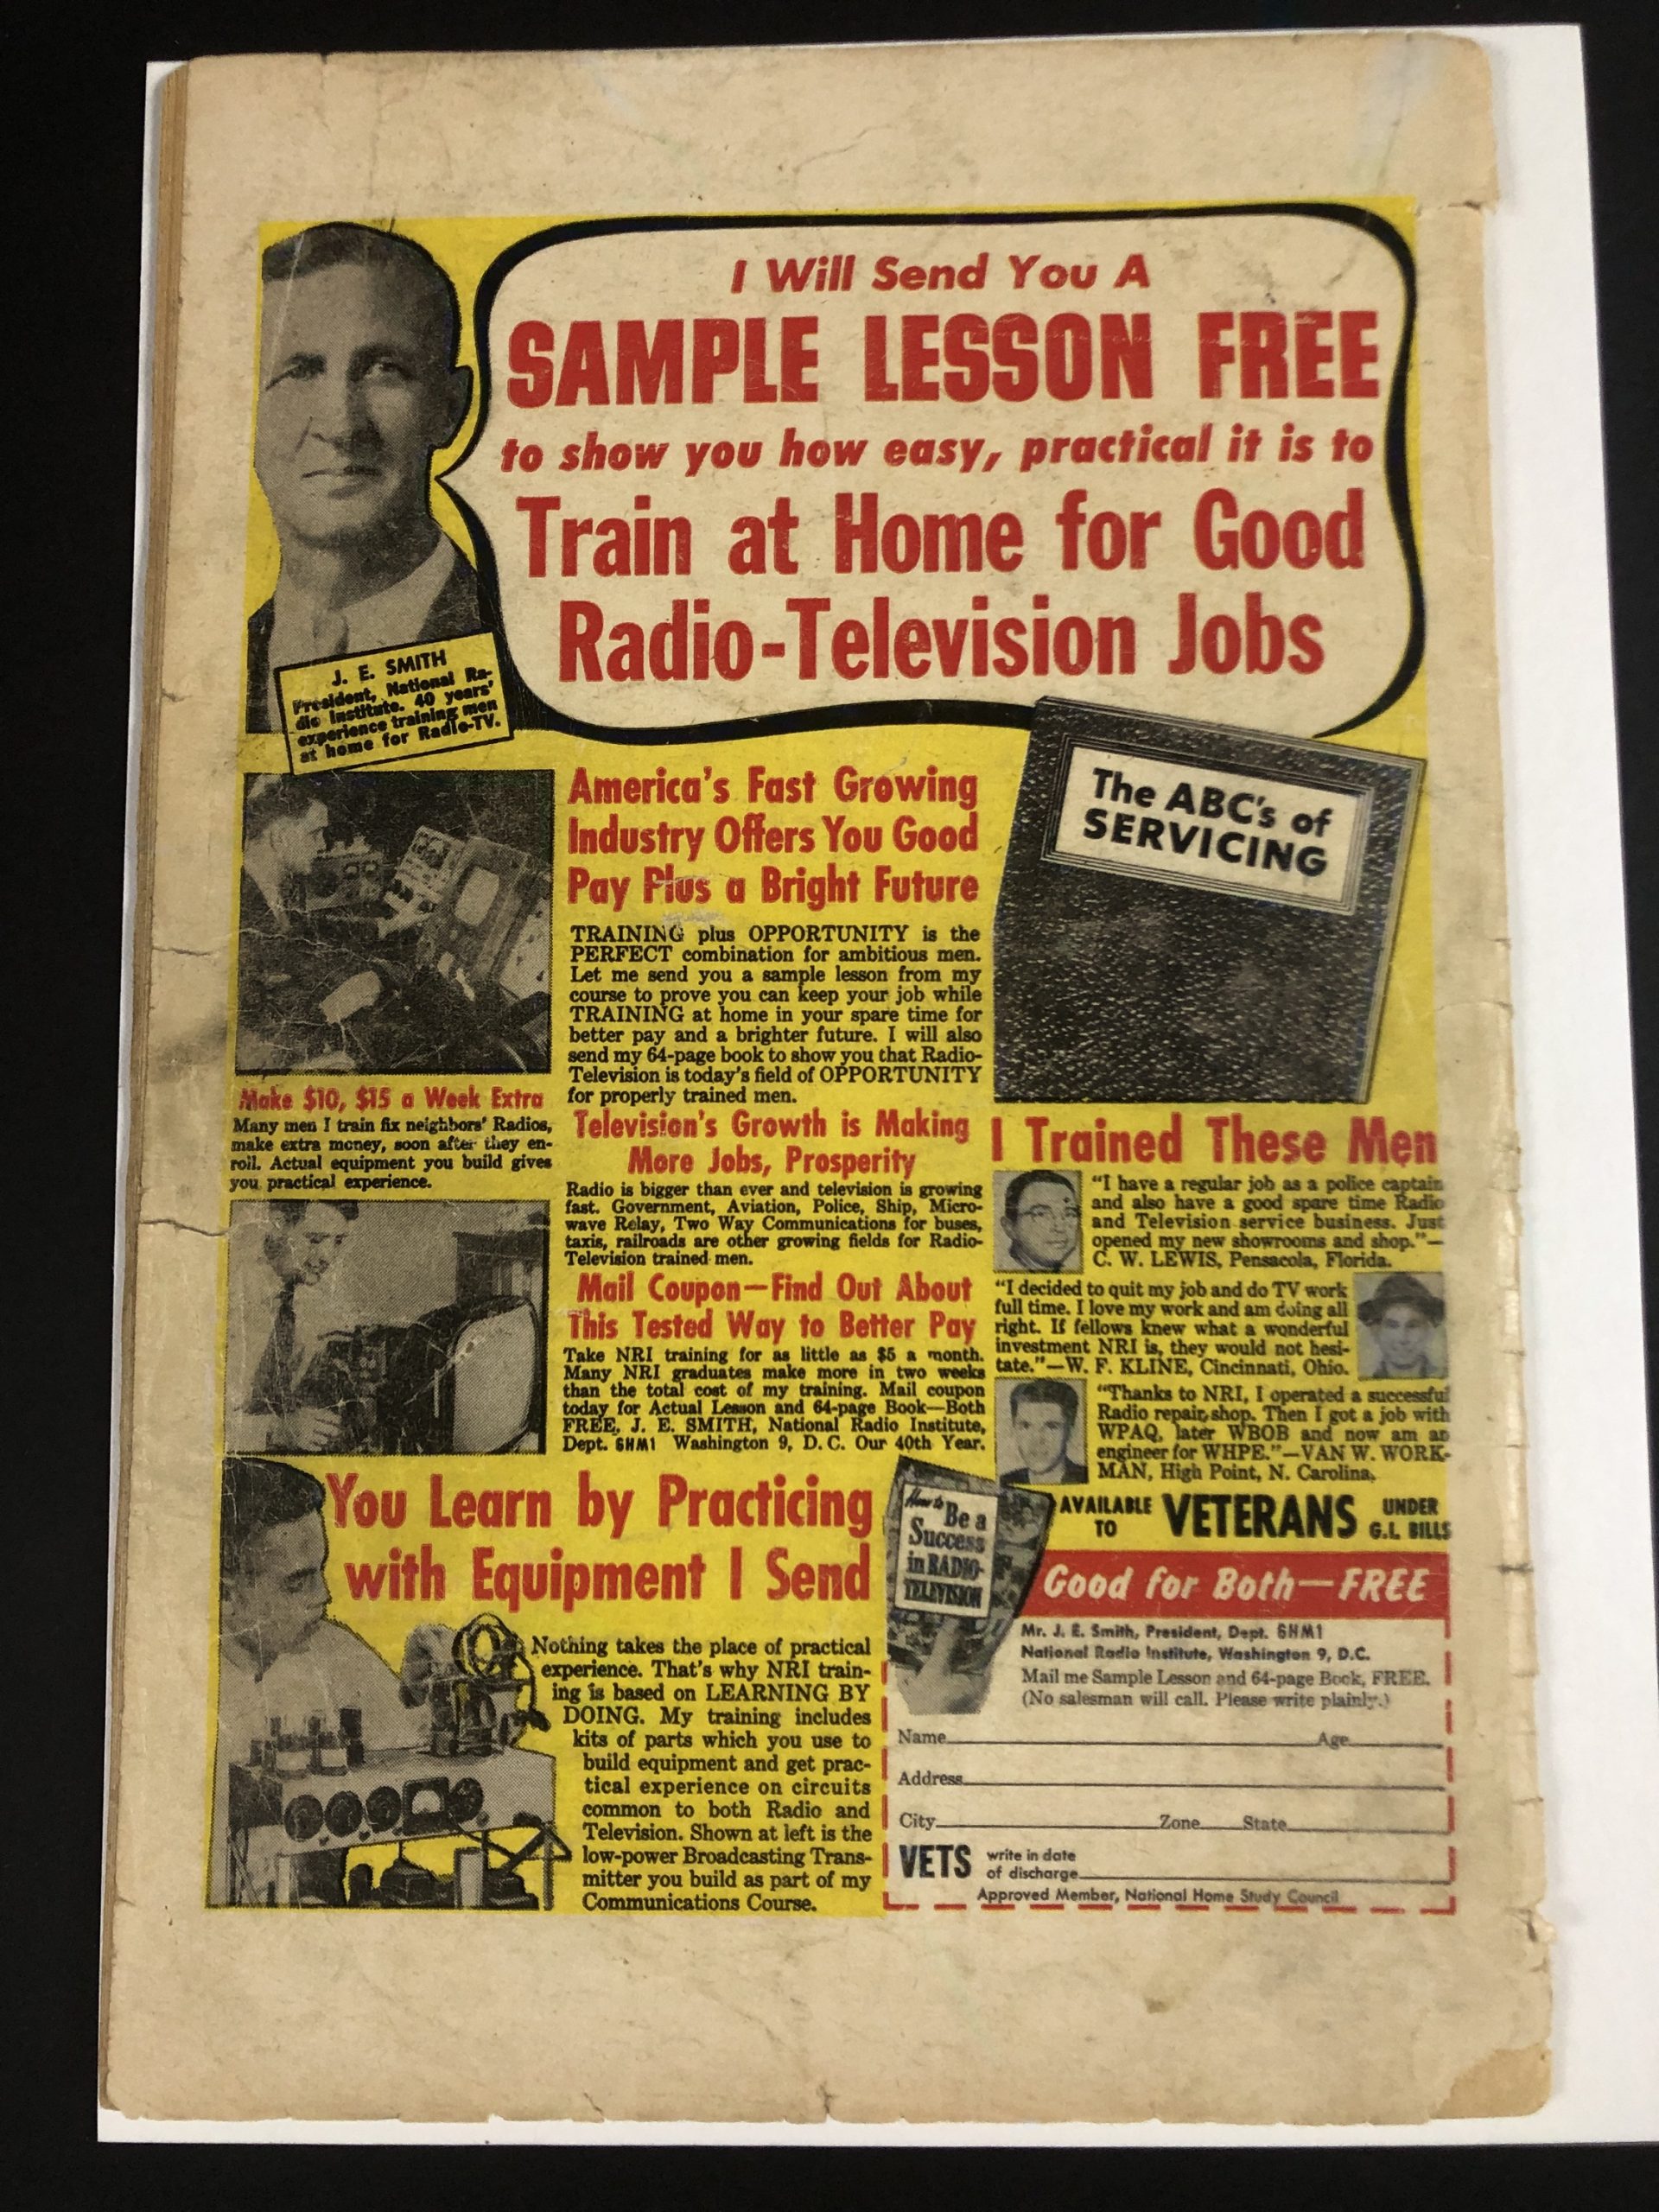 I Will Send You A
SAMPLE LESSON FREE
to show you how easy, practical it is to
Train at Home for Good
Radio-Television Jobs
J. E. SMITH
President, National Ra-
dio Institute. 40 years'
experience training men
at home for Radio-TV.
The ABC's of
SERVICING
America's Fast Growing
Industry Offers You Good
Pay Plus a Bright Future
TRAINING plus OPPORTUNITY is the
PERFECT combination for ambitious men.
Let me send you a sample lesson from my
course to prove you can keep your job while
TRAINING at home in your spare time for
better pay and a brighter future. I will also
send my 64-page book to show you that Radio-
Television is today's field of OPPORTUNITY
for properly trained men.
Make $10, $15 a Week Extra
Many men I train fix neighbors' Radios,
make extra money, soon after they en-
roll. Actual equipment you build gives
you practical experience.
Television's Growth is Making
More Jobs, Prosperity
Radio is bigger than ever and television is growing
fast. Government, Aviation, Police, Ship, Micro-
wave Relay, Two Way Communications for buses,
taxis, railroads are other growing fields for Radio-
Television trained men.
Mail Coupon—Find Out About
This Tested Way to Better Pay
Take NRI training for as little as $5 a month.
Many NRI graduates make more in two weeks
than the total cost of my training. Mail coupon
today for Actual Lesson and 64-page Book—Both
FREE, J. E. SMITH, National Radio Institute,
Dept. 6HM1 Washington 9, D. C. Our 40th Year.
I Trained These Men
"I have a regular job as a police captain
and also have a good spare time Radio
and Television service business. Just
opened my new showrooms and shop."—
C. W. LEWIS, Pensacola, Florida.
"I decided to quit my job and do TV work
full time. I love my work and am doing all
right. If fellows knew what a wonderful
investment NRI is, they would not hesi-
tate."—W. F. KLINE, Cincinnati, Ohio.
"Thanks to NRI, I operated a successful
Radio repair shop. Then I got a job with
WPAQ, later WBOB and now am an
engineer for WHPE."—VAN W. WORK-
MAN, High Point, N. Carolina.
AVAILABLE TO VETERANS UNDER G.I. BILLS
You Learn by Practicing
with Equipment I Send
Nothing takes the place of practical
experience. That's why NRI train-
ing is based on LEARNING BY
DOING. My training includes
kits of parts which you use to
build equipment and get prac-
tical experience on circuits
common to both Radio and
Television. Shown at left is the
low-power Broadcasting Trans-
mitter you build as part of my
Communications Course.
How to
Be a
Success
in RADIO-
TELEVISION
Good for Both—FREE
Mr. J. E. Smith, President, Dept. 6HM1
National Radio Institute, Washington 9, D.C.
Mail me Sample Lesson and 64-page Book, FREE.
(No salesman will call. Please write plainly.)
Name Age
Address
City Zone State
VETS write in date
of discharge
Approved Member, National Home Study Council